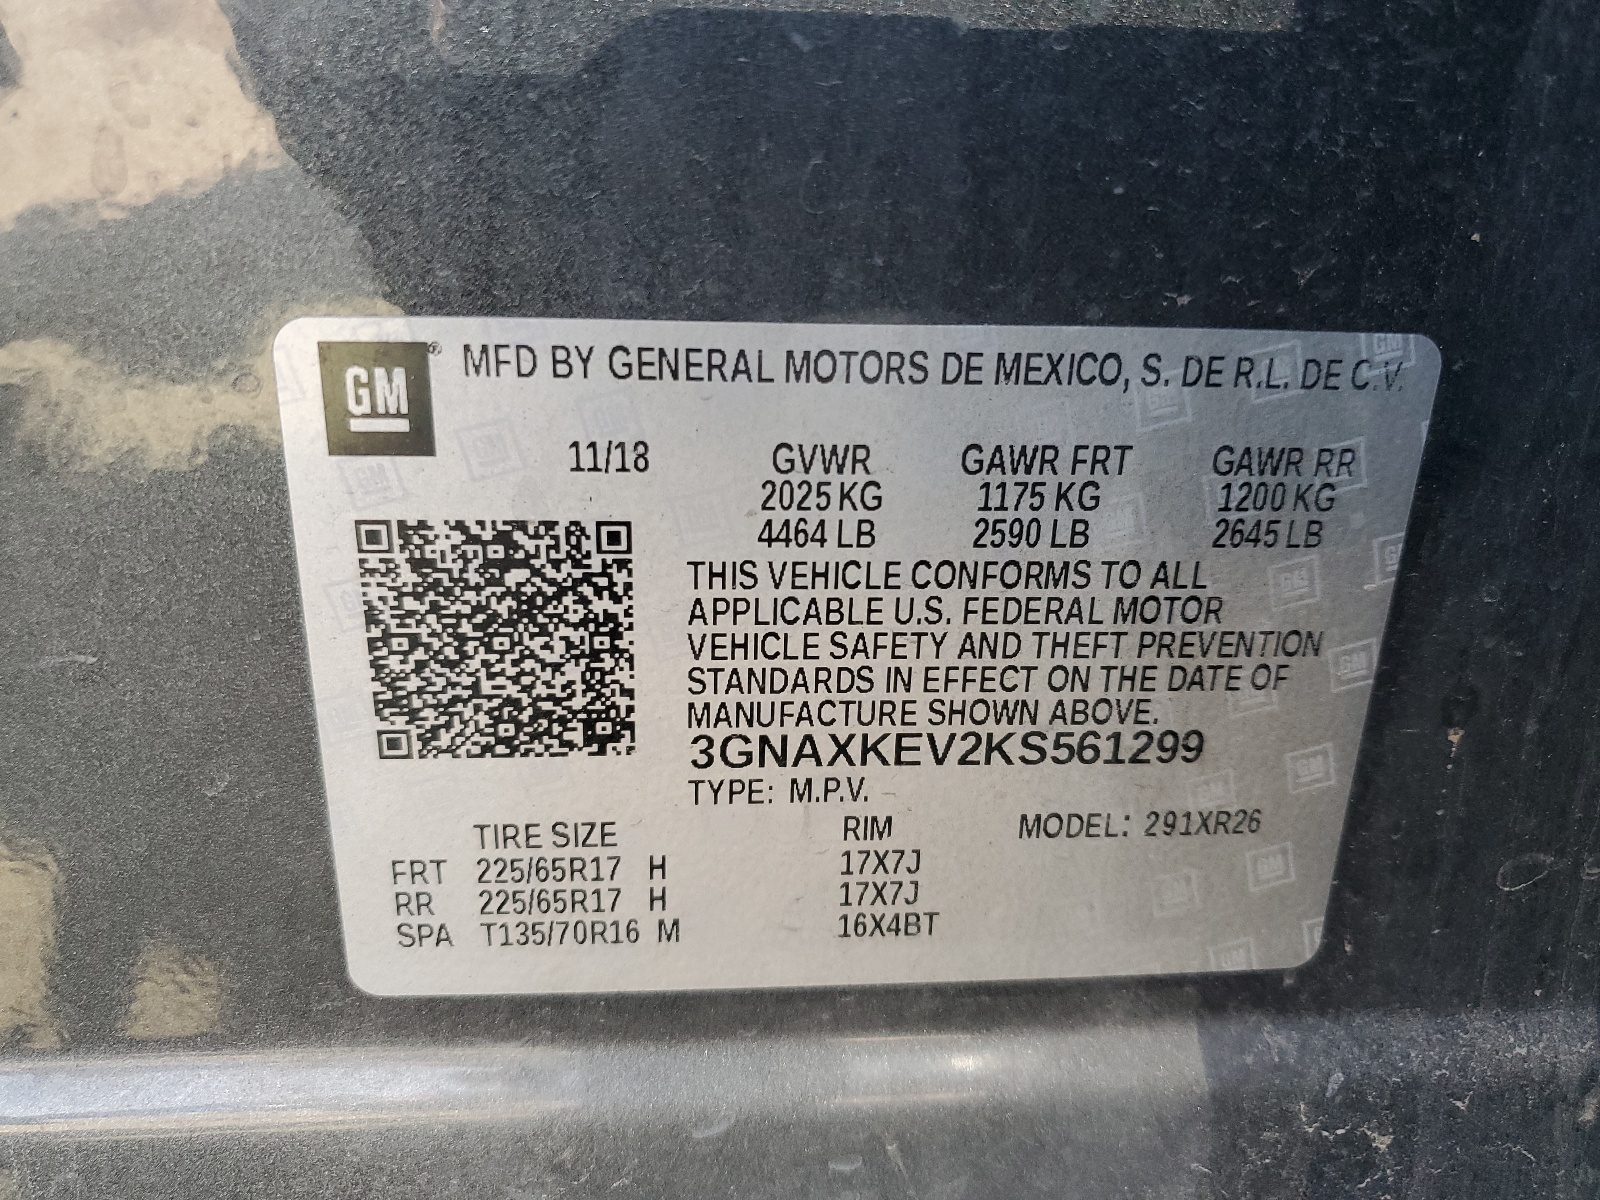 GM ® MFD BY GENERAL MOTORS DE MEXICO, S. DE R.L. DE C.V.
11/18 GVWR GAWR FRT GAWR RR
2025 KG 1175 KG 1200 KG
4464 LB 2590 LB 2645 LB
THIS VEHICLE CONFORMS TO ALL
APPLICABLE U.S. FEDERAL MOTOR
VEHICLE SAFETY AND THEFT PREVENTION
STANDARDS IN EFFECT ON THE DATE OF
MANUFACTURE SHOWN ABOVE.
3GNAXKEV2KS561299
TYPE: M.P.V.
TIRE SIZE RIM MODEL: 291XR26
FRT 225/65R17 H 17X7J
RR 225/65R17 H 17X7J
SPA T135/70R16 M 16X4BT